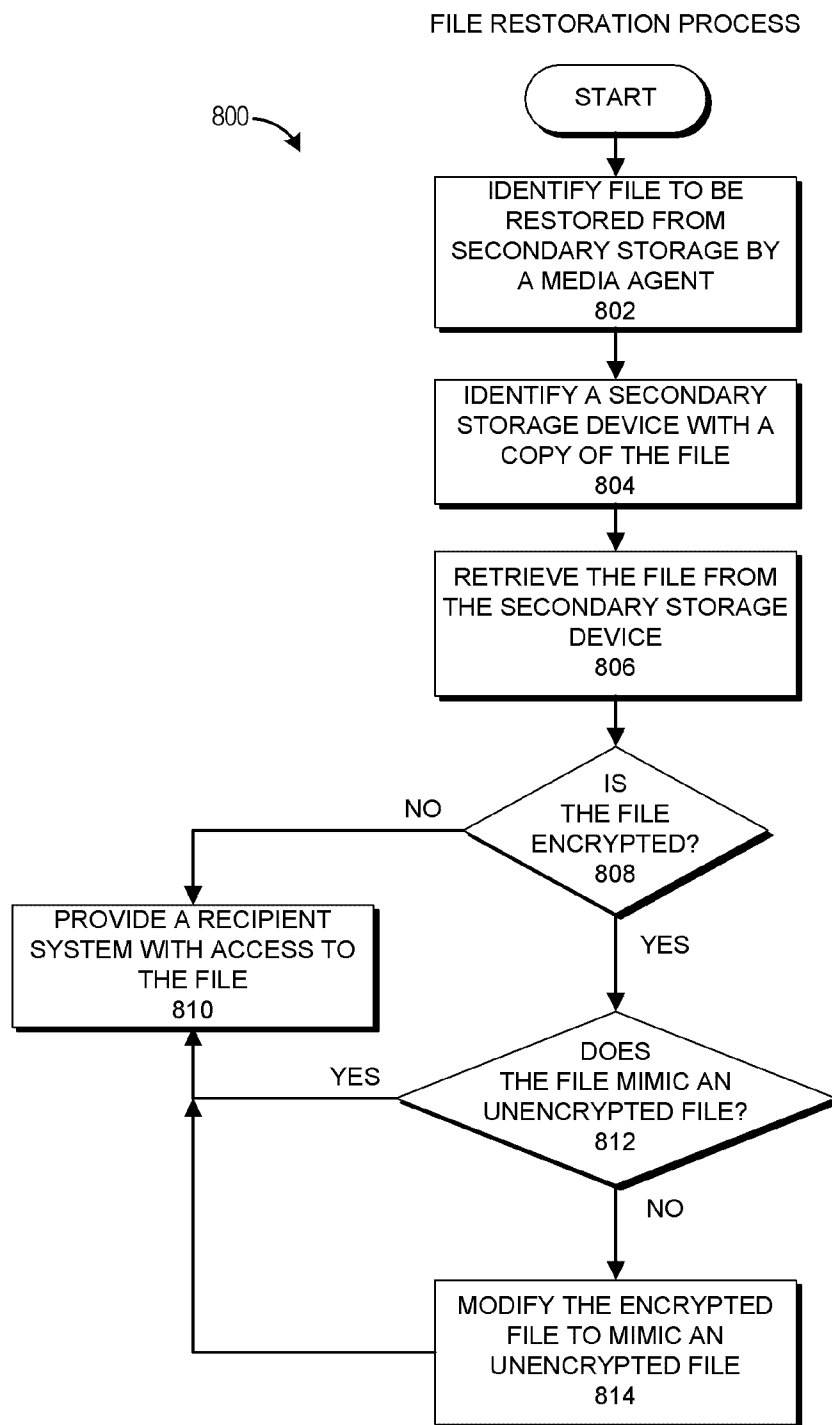 FILE RESTORATION PROCESS
START
800
IDENTIFY FILE TO BE
RESTORED FROM
SECONDARY STORAGE BY
A MEDIA AGENT
802
IDENTIFY A SECONDARY
STORAGE DEVICE WITH A
COPY OF THE FILE
804
RETRIEVE THE FILE FROM
THE SECONDARY STORAGE
DEVICE
806
IS
THE FILE
ENCRYPTED?
808
NO
YES
PROVIDE A RECIPIENT
SYSTEM WITH ACCESS TO
THE FILE
810
DOES
THE FILE MIMIC AN
UNENCRYPTED FILE?
812
YES
NO
MODIFY THE ENCRYPTED
FILE TO MIMIC AN
UNENCRYPTED FILE
814